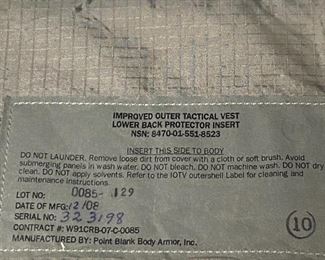 IMPROVED OUTER TACTICAL VEST
LOWER BACK PROTECTOR INSERT
NSN: 8470-01-551-8523
INSERT THIS SIDE TO BODY
DO NOT LAUNDER. Remove loose dirt from cover with a cloth or soft brush. Avoid
submerging panels in wash water. DO NOT bleach. DO NOT machine wash. DO NOT dry
clean. DO NOT apply solvents. Refer to the IOTV outershell Label for cleaning and
maintenance instructions.
LOT NO: 0085-129
DATE OF MFG: 12/08
SERIAL NO: 323198
CONTRACT #: W91CRB-07-C-0085
MANUFACTURED BY: Point Blank Body Armor, Inc.
10